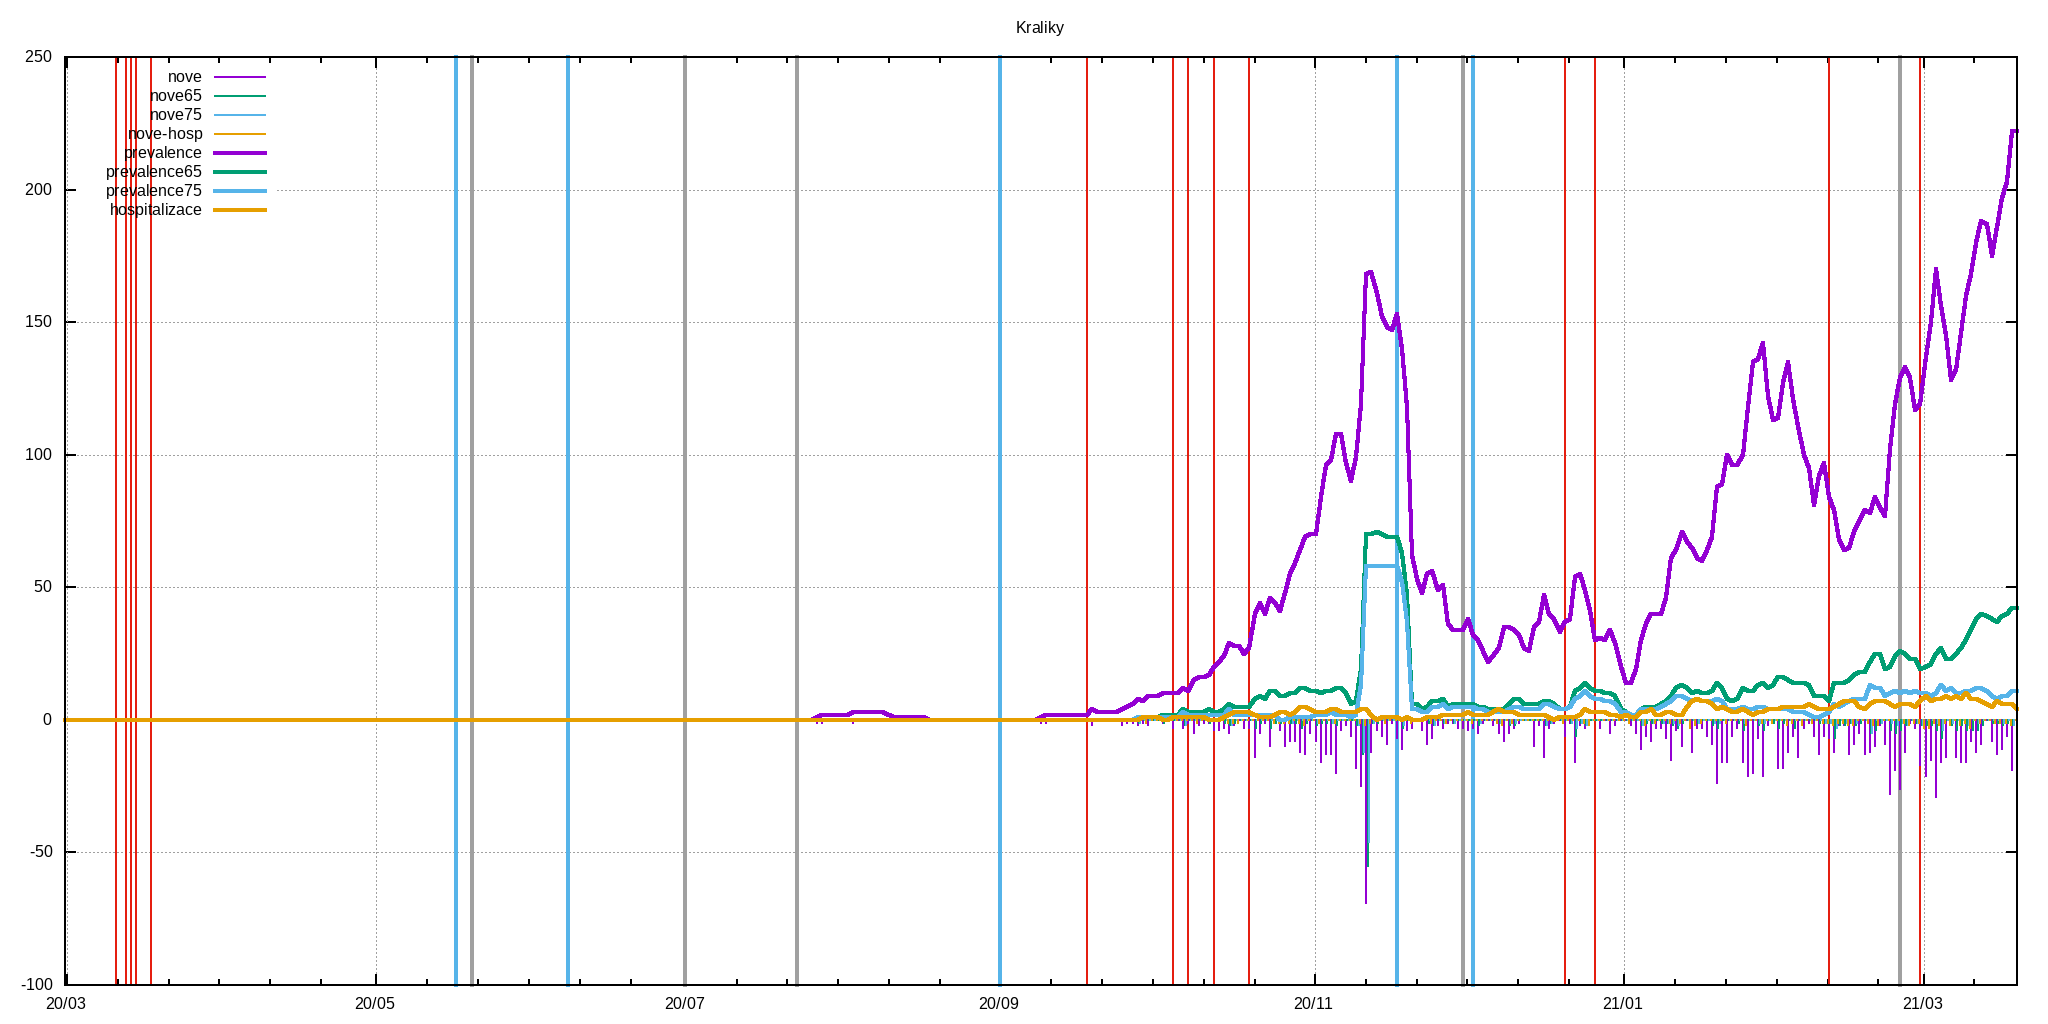 Kraliky
250
200
150
100
50
0
-50
-100
nove
nove65
nove75
nove-hosp
prevalence
prevalence65
prevalence75
hospitalizace
20/03 20/05 20/07 20/09 20/11 21/01 21/03